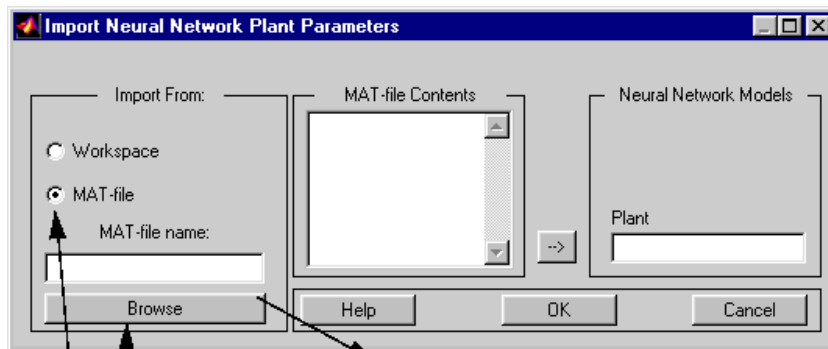 Import Neural Network Plant Parameters
Import From:
Workspace
MAT-file
MAT-file name:
Browse
MAT-file Contents
-->
Neural Network Models
Plant
Help
OK
Cancel